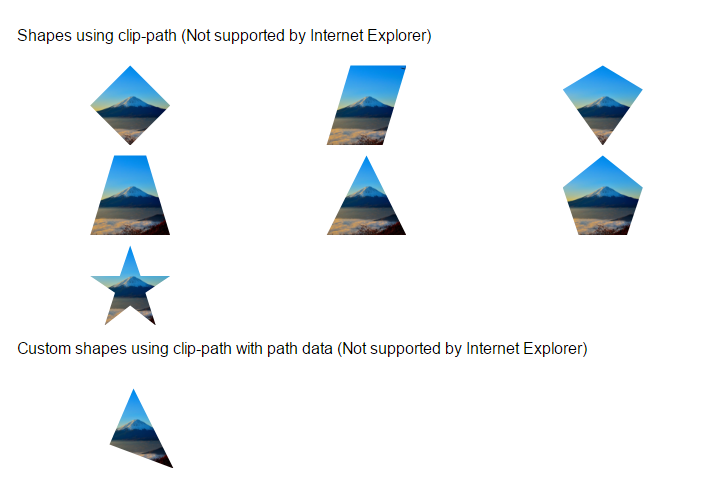 Shapes using clip-path (Not supported by Internet Explorer)
Custom shapes using clip-path with path data (Not supported by Internet Explorer)